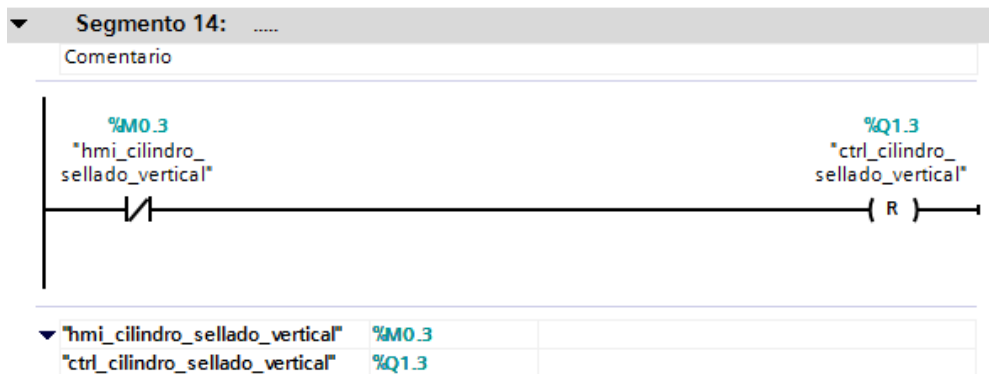 Segmento 14: .....
Comentario
%M0.3
"hmi_cilindro_
sellado_vertical"
%Q1.3
"ctrl_cilindro_
sellado_vertical"
R
"hmi_cilindro_sellado_vertical" %M0.3
"ctrl_cilindro_sellado_vertical" %Q1.3